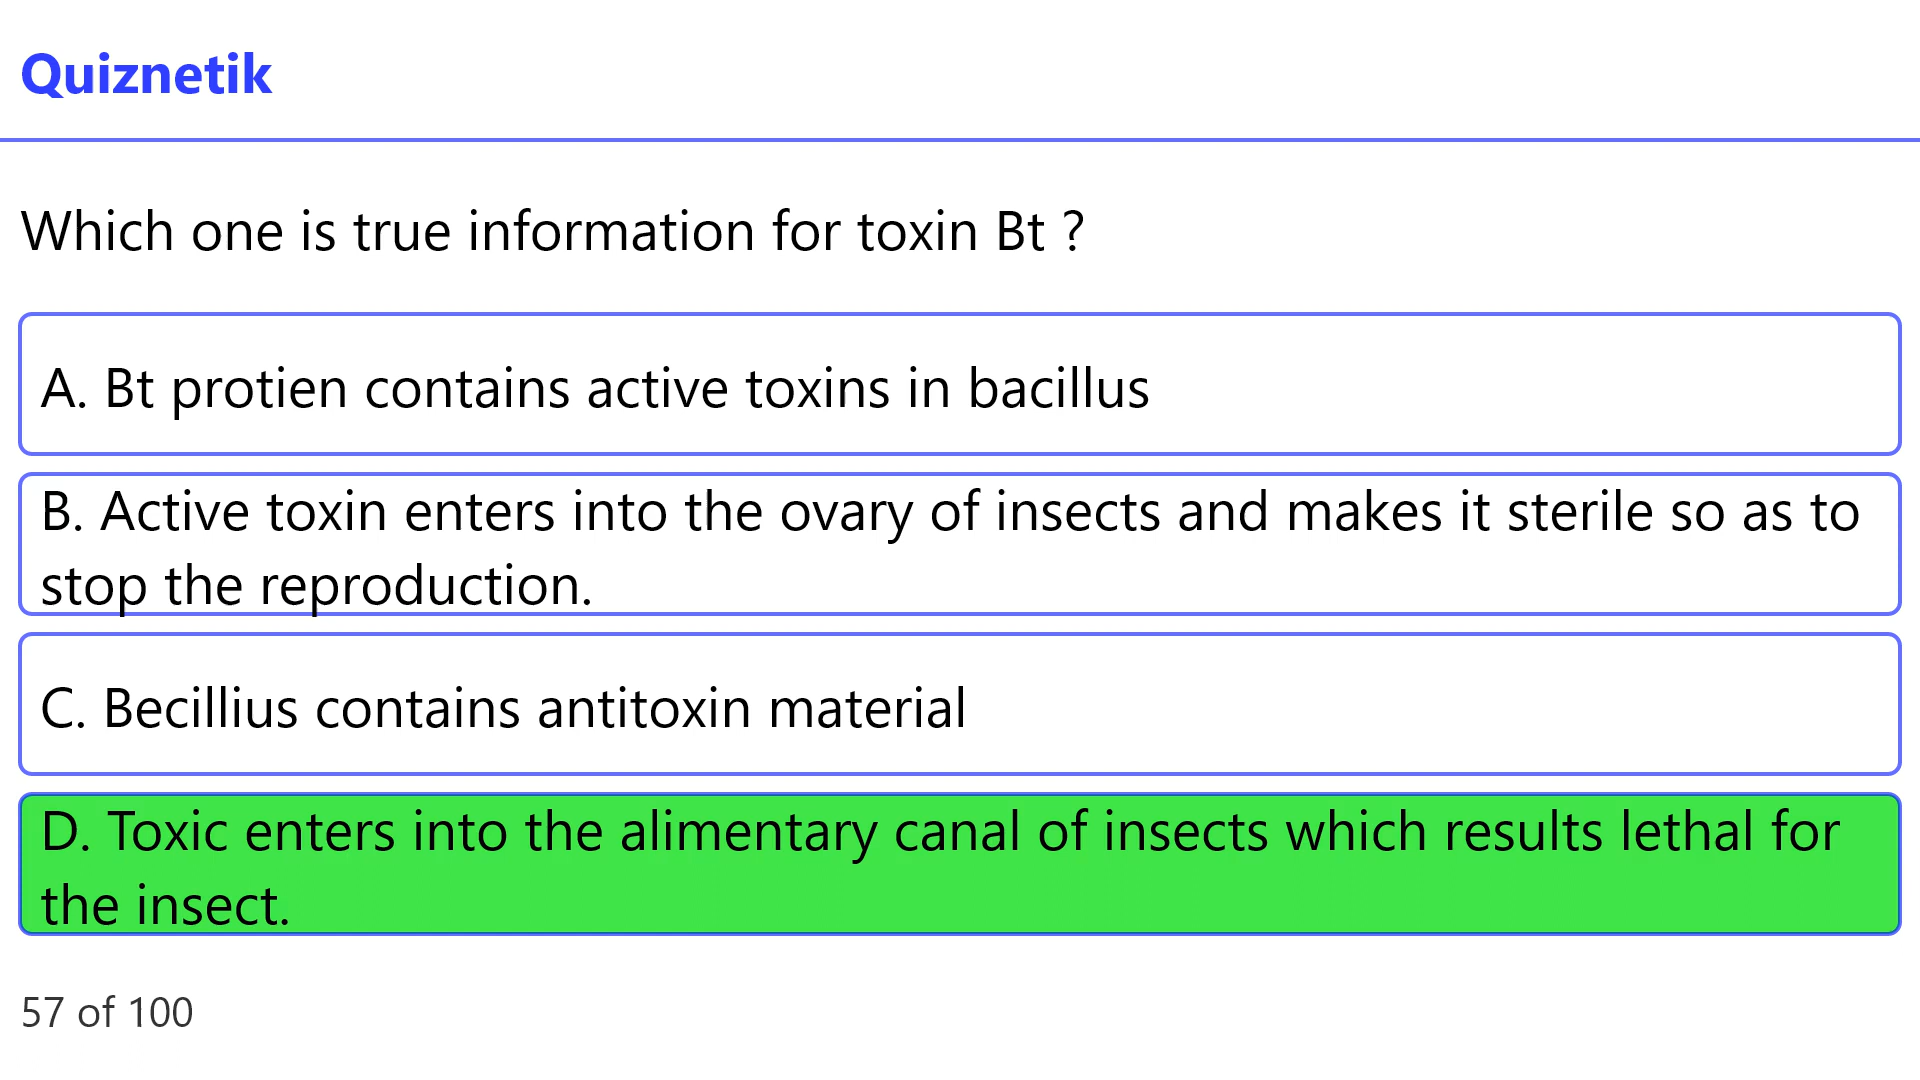 Quiznetik
Which one is true information for toxin Bt ?
A. Bt protien contains active toxins in bacillus
B. Active toxin enters into the ovary of insects and makes it sterile so as to
stop the reproduction.
C. Becillius contains antitoxin material
D. Toxic enters into the alimentary canal of insects which results lethal for
the insect.
57 of 100